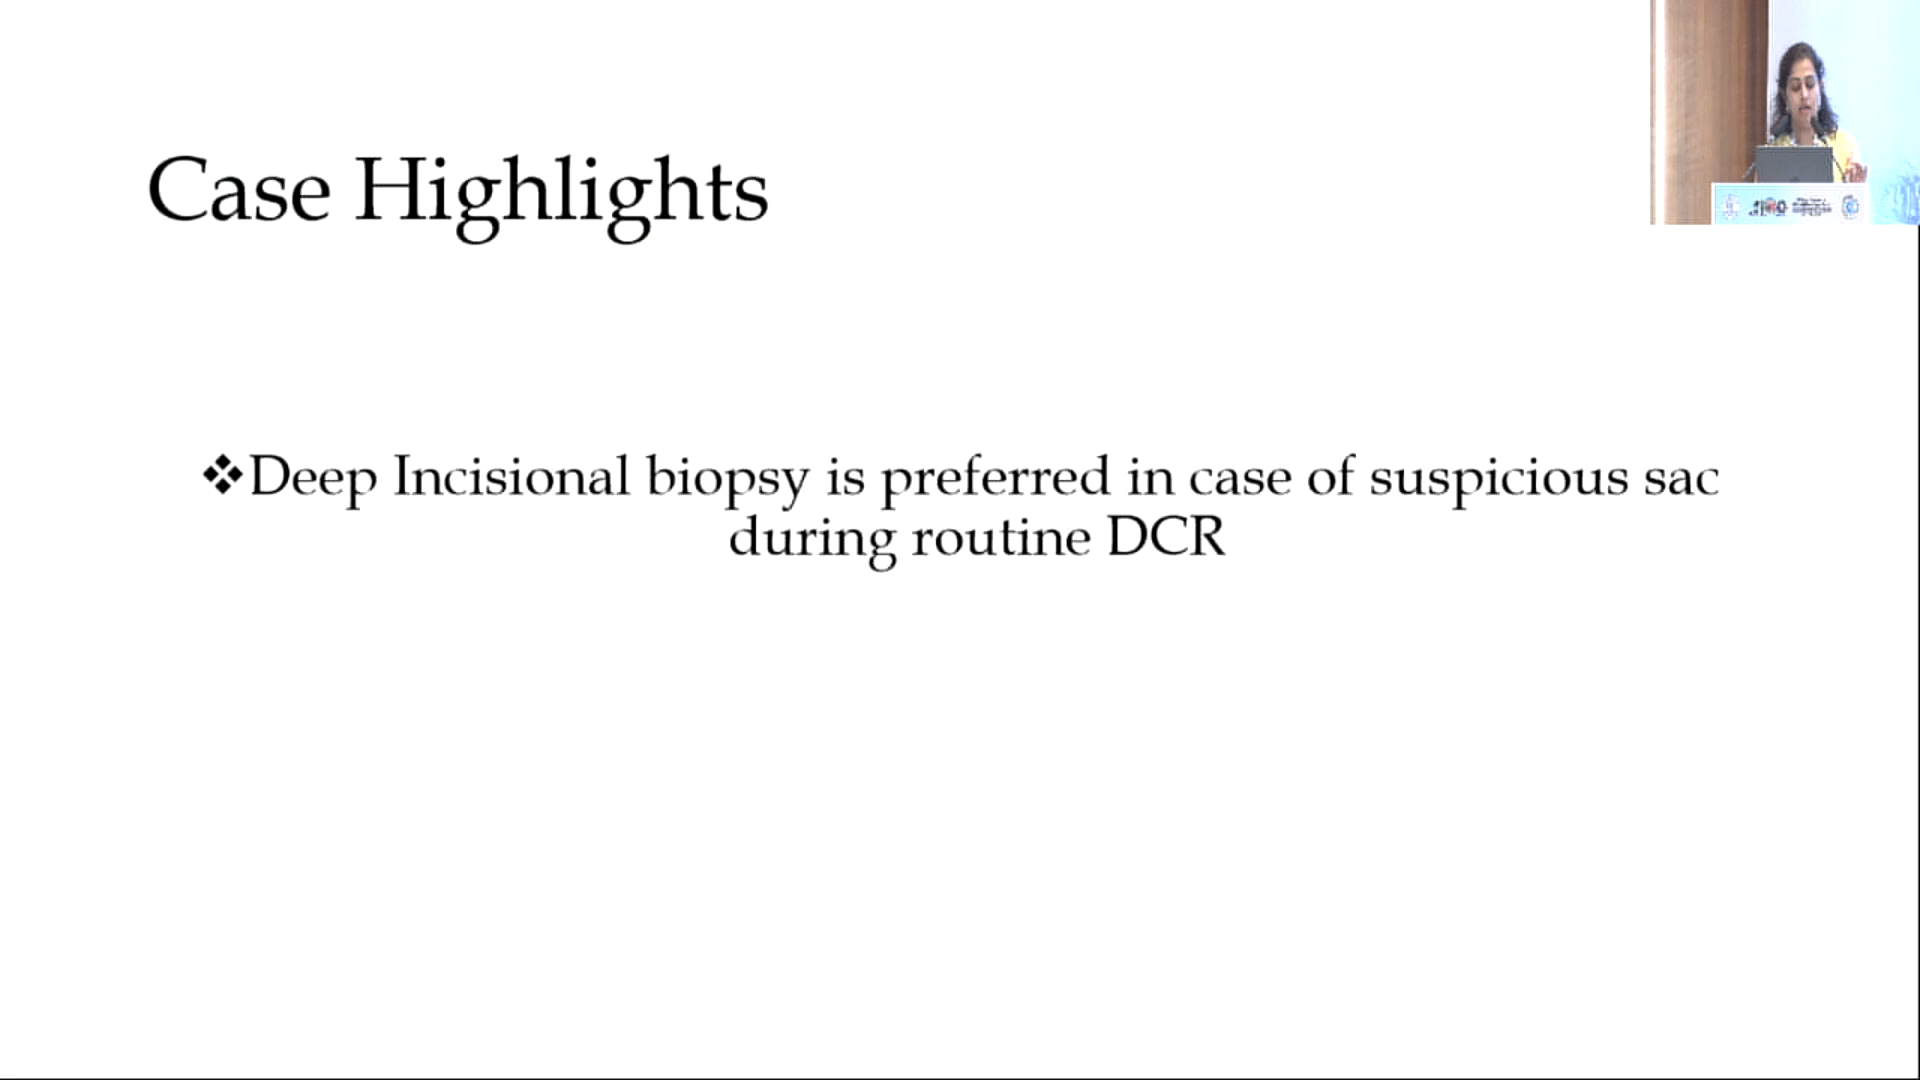 Case Highlights
❖Deep Incisional biopsy is preferred in case of suspicious sac
during routine DCR